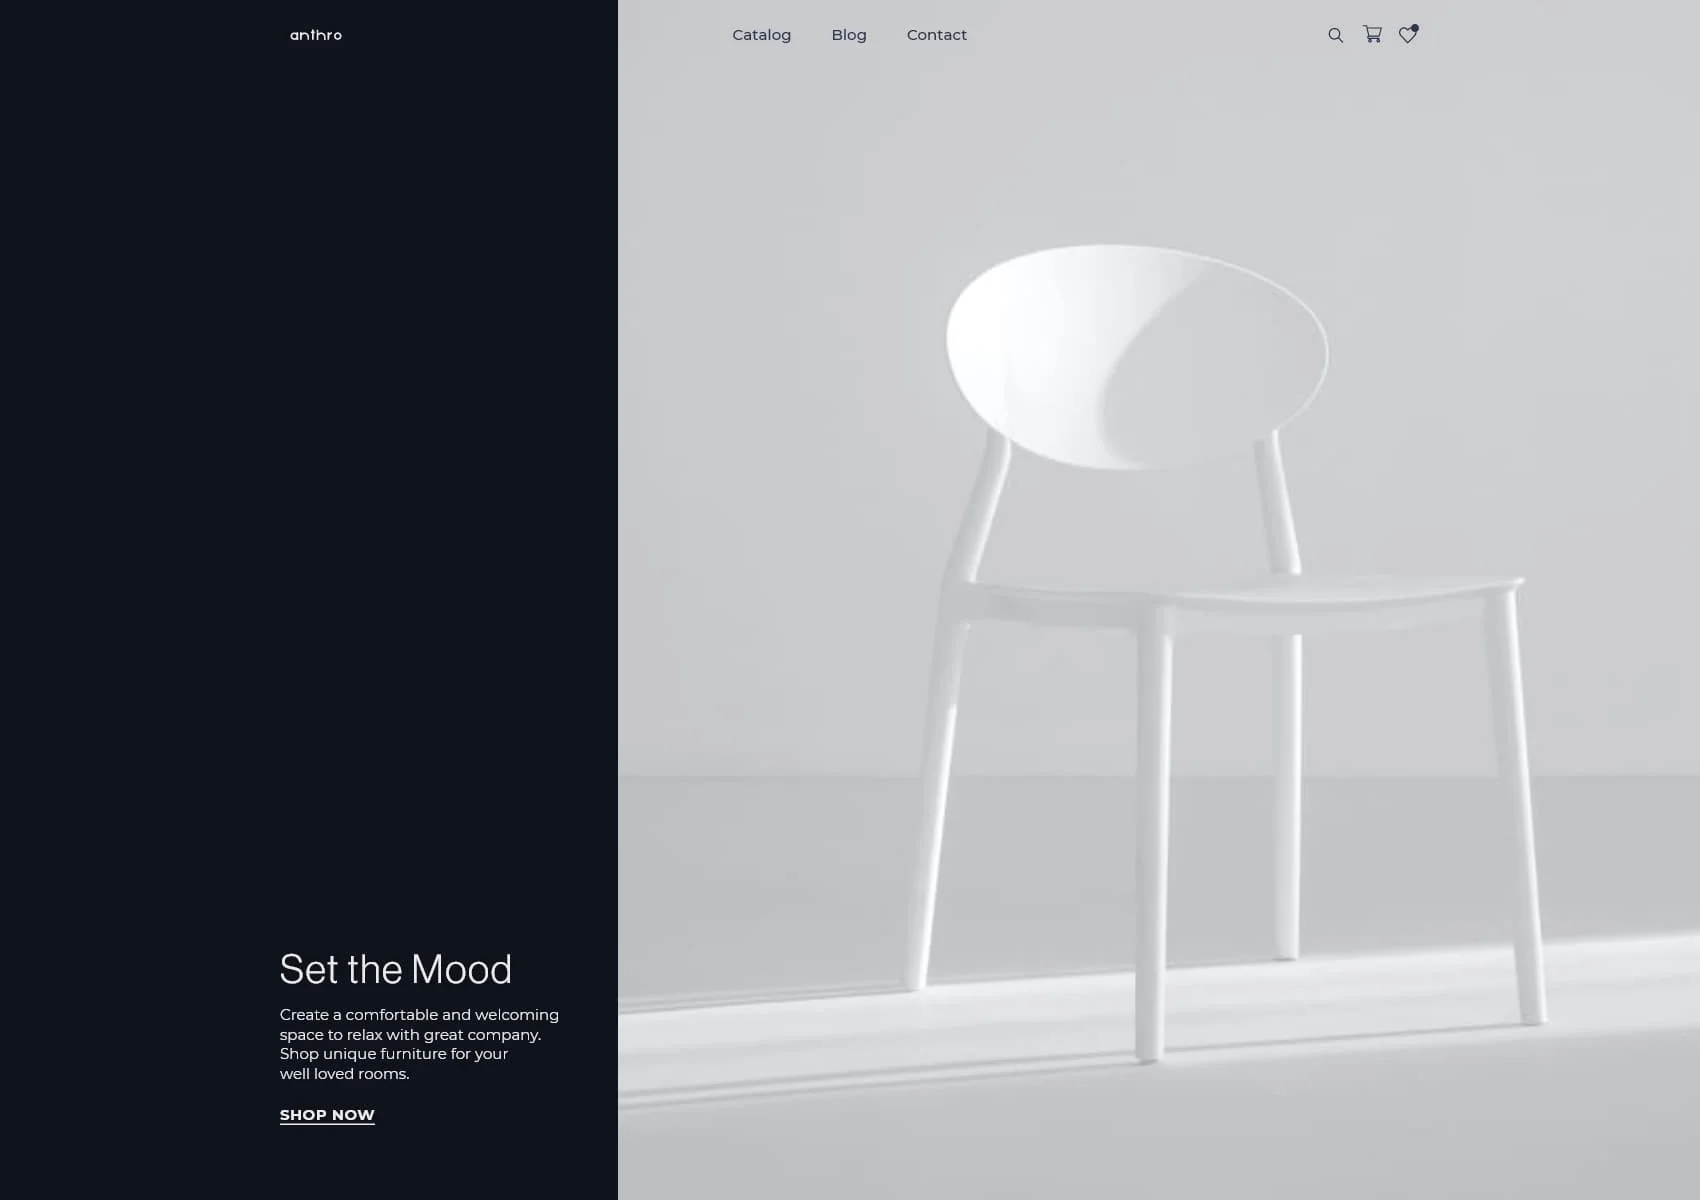 anthro
Catalog
Blog
Contact
Set the Mood
Create a comfortable and welcoming
space to relax with great company.
Shop unique furniture for your
well loved rooms.
SHOP NOW